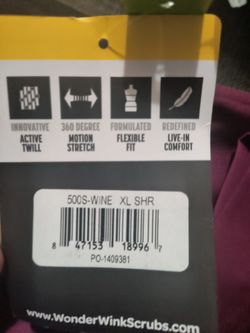 INNOVATIVE
ACTIVE
TWILL
360 DEGREE
MOTION
STRETCH
FORMULATED
FLEXIBLE
FIT
REDEFINED
LIVE-IN
COMFORT
500S-WINE XL SHR
8 47153 18996 7
PO-1409381
www.WonderWinkScrubs.com